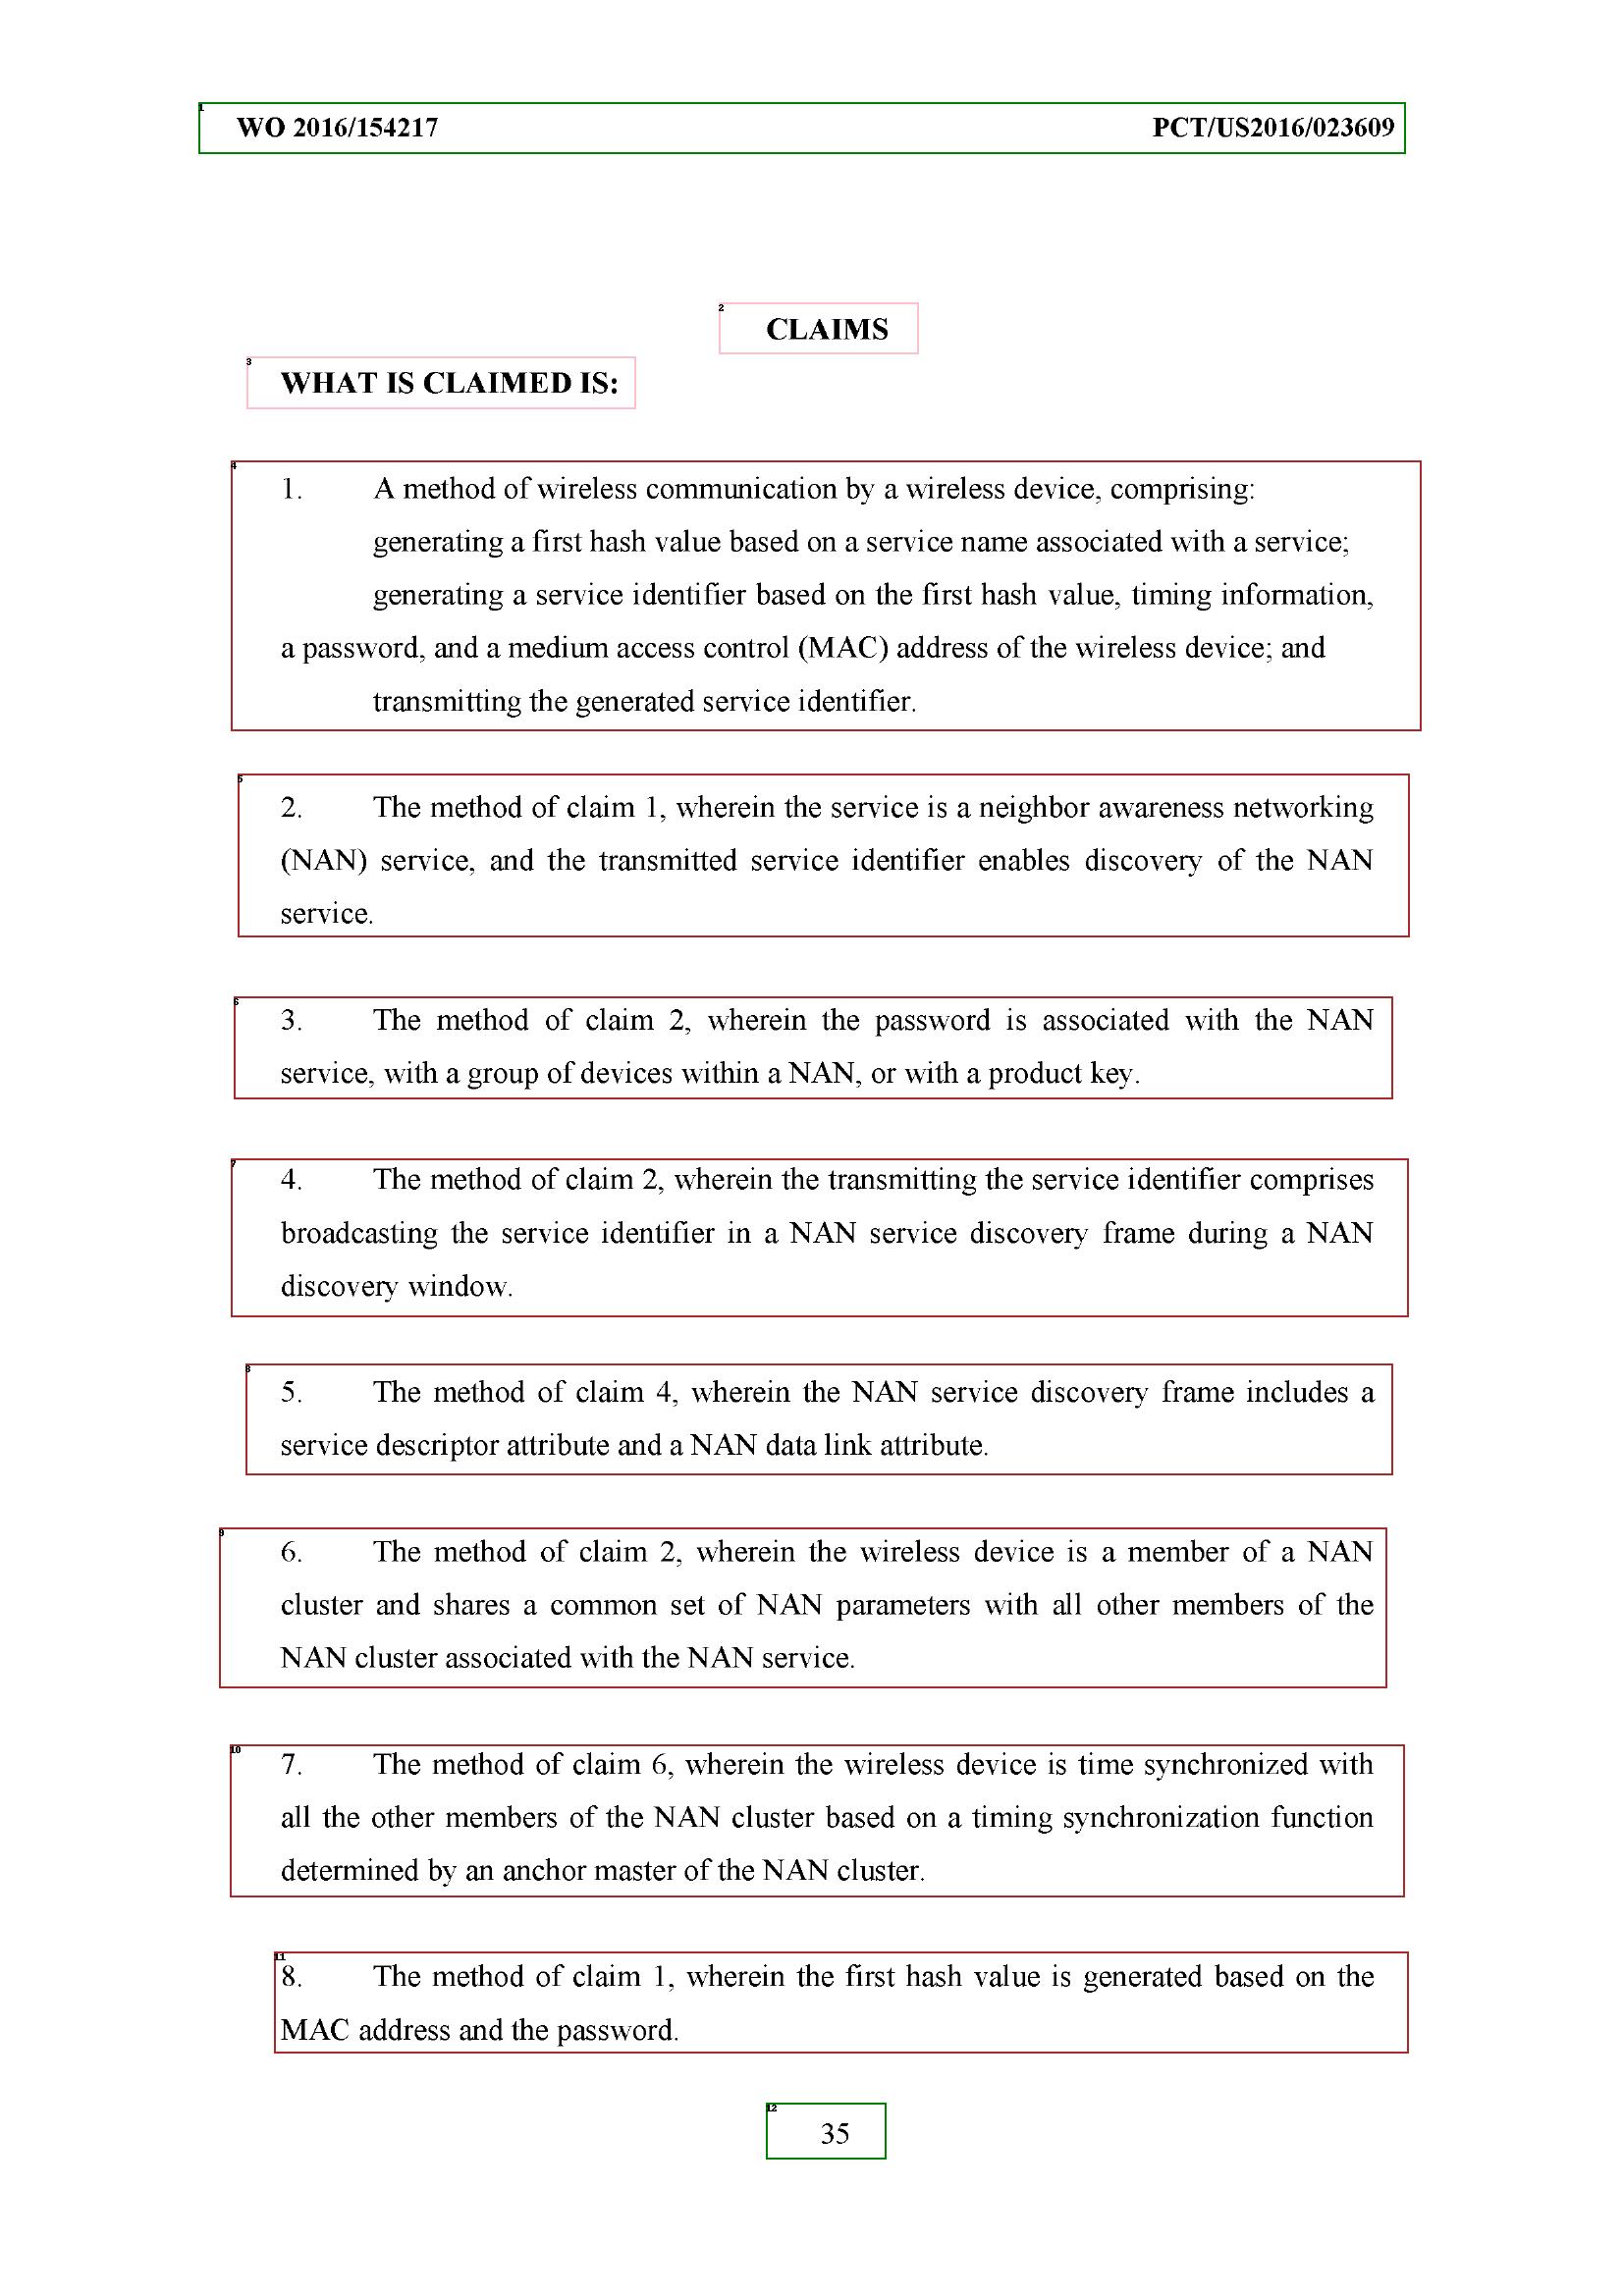 1
WO 2016/154217 PCT/US2016/023609
2
CLAIMS
3
WHAT IS CLAIMED IS:
4
1. A method of wireless communication by a wireless device, comprising:
generating a first hash value based on a service name associated with a service;
generating a service identifier based on the first hash value, timing information,
a password, and a medium access control (MAC) address of the wireless device; and
transmitting the generated service identifier.
5
2. The method of claim 1, wherein the service is a neighbor awareness networking
(NAN) service, and the transmitted service identifier enables discovery of the NAN
service.
6
3. The method of claim 2, wherein the password is associated with the NAN
service, with a group of devices within a NAN, or with a product key.
7
4. The method of claim 2, wherein the transmitting the service identifier comprises
broadcasting the service identifier in a NAN service discovery frame during a NAN
discovery window.
8
5. The method of claim 4, wherein the NAN service discovery frame includes a
service descriptor attribute and a NAN data link attribute.
9
6. The method of claim 2, wherein the wireless device is a member of a NAN
cluster and shares a common set of NAN parameters with all other members of the
NAN cluster associated with the NAN service.
10
7. The method of claim 6, wherein the wireless device is time synchronized with
all the other members of the NAN cluster based on a timing synchronization function
determined by an anchor master of the NAN cluster.
11
8. The method of claim 1, wherein the first hash value is generated based on the
MAC address and the password.
12
35